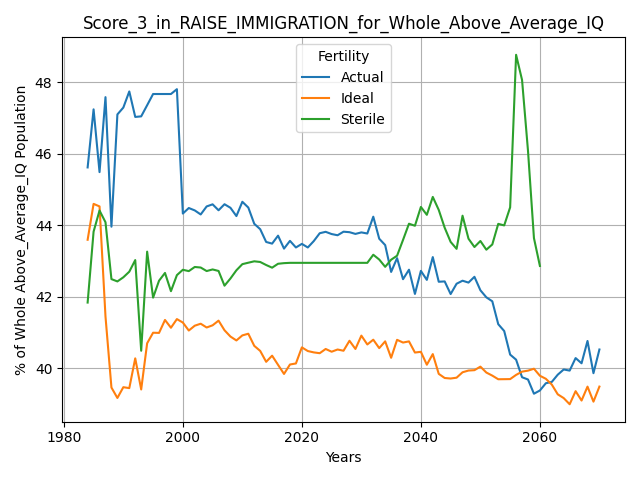 Score_3_in_RAISE_IMMIGRATION_for_Whole_Above_Average_IQ
Fertility
Actual
Ideal
Sterile
% of Whole Above_Average_IQ Population
48
46
44
42
40
1980
2000
2020
2040
2060
Years